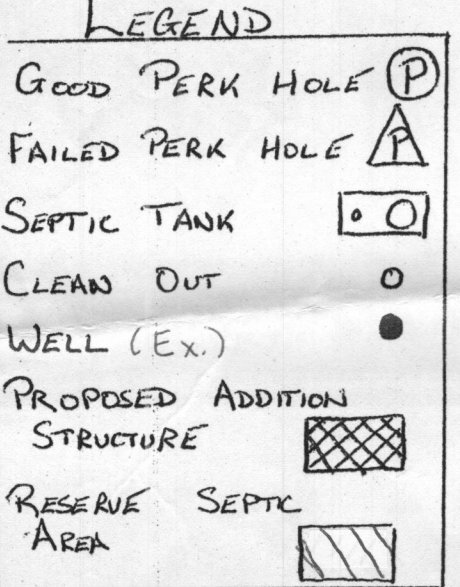 LEGEND
GOOD PERK HOLE P
FAILED PERK HOLE P
SEPTIC TANK
CLEAN OUT
WELL (Ex.)
PROPOSED ADDITION
STRUCTURE
RESERVE SEPTIC
AREA